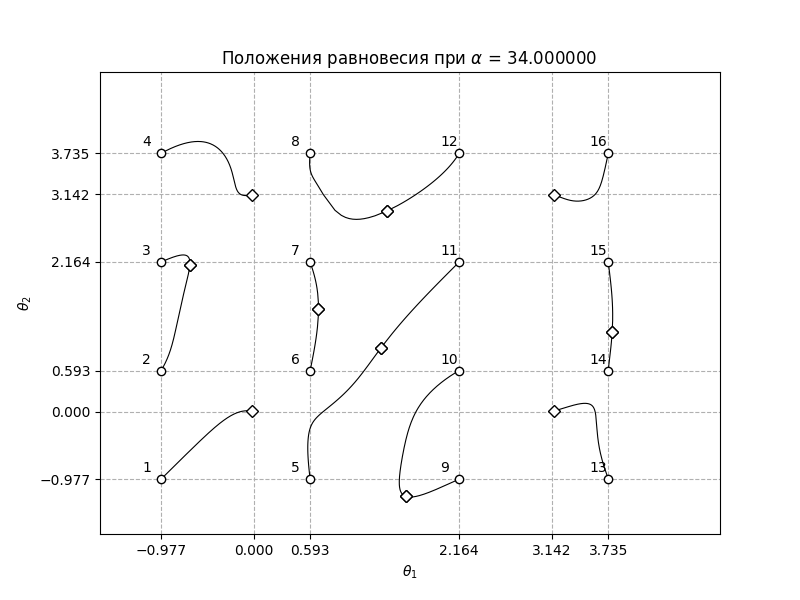 Положения равновесия при α = 34.000000
4 8 12 16
3.735
3.142
3 7 11 15
2.164
θ₂
2 6 10 14
0.593
0.000
1 5 9 13
−0.977
−0.977 0.000 0.593 2.164 3.142 3.735
θ₁